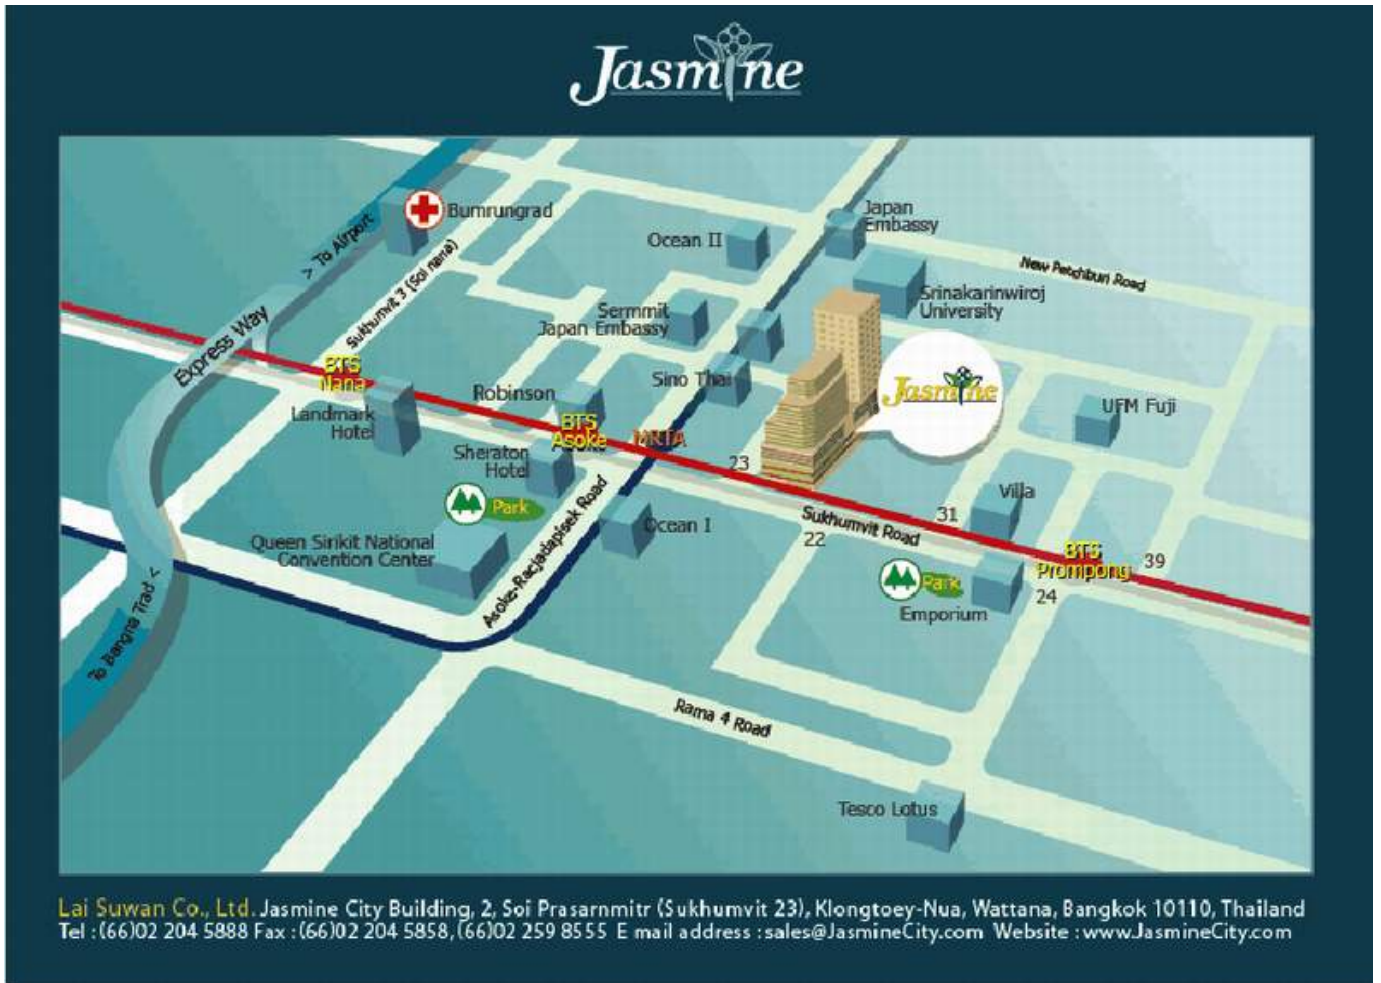 Jasmine
Bumrungrad
Japan
Embassy
Ocean II
> To Airport
Sukhumvit 3 (Soi nana)
New Petchburi Road
Srinakarinwiroj
University
Sermmit
Japan Embassy
Express Way
BTS
Nana
Sino Thai
Jasmine
Robinson
Landmark
Hotel
UFM Fuji
BTS
Asoke
MRTA
Sheraton
Hotel
23
Villa
Park
31
Sukhumvit Road
22
Ocean I
Asoke-Racjadapisek Road
Queen Sirikit National
Convention Center
BTS
Prompong
39
Park
24
Emporium
To Bangna Trad <
Rama 4 Road
Tesco Lotus
Lai Suwan Co., Ltd. Jasmine City Building, 2, Soi Prasarnmitr (Sukhumvit 23), Klongtoey-Nua, Wattana, Bangkok 10110, Thailand
Tel :(66)02 204 5888 Fax :(66)02 204 5858,(66)02 259 8555 E mail address :sales@JasmineCity.com Website :www.JasmineCity.com